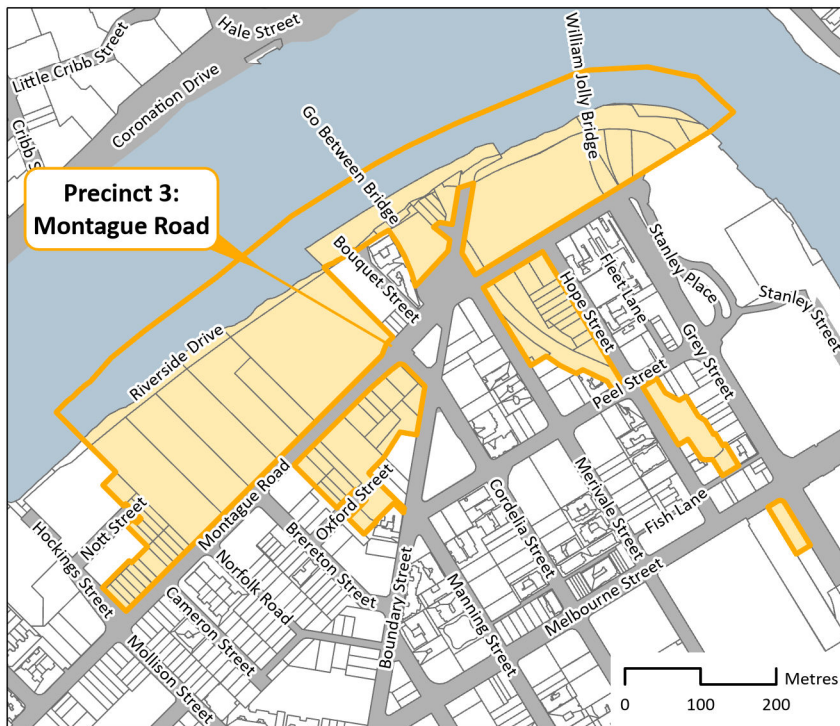 Hale Street
Little Cribb Street
Coronation Drive
Cribb St
William Jolly Bridge
Go Between Bridge
Precinct 3:
Montague Road
Bouquet Street
Riverside Drive
Hope Street
Fleet Lane
Stanley Place
Stanley Street
Grey Street
Peel Street
Montague Road
Oxford Street
Nott Street
Hockings Street
Brereton Street
Norfolk Road
Cameron Street
Mollison Street
Boundary Street
Manning Street
Cordelia Street
Merivale Street
Fish Lane
Melbourne Street
Metres
0 100 200